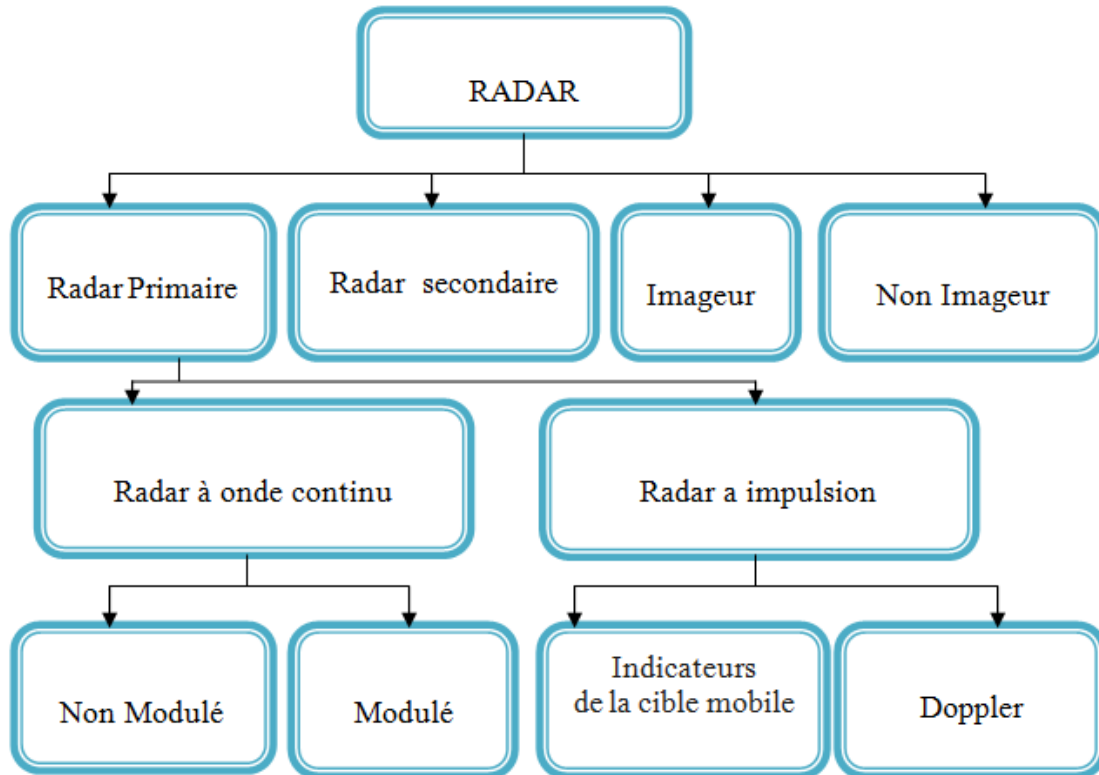 RADAR
Radar Primaire
Radar secondaire
Imageur
Non Imageur
Radar à onde continu
Radar a impulsion
Non Modulé
Modulé
Indicateurs
de la cible mobile
Doppler